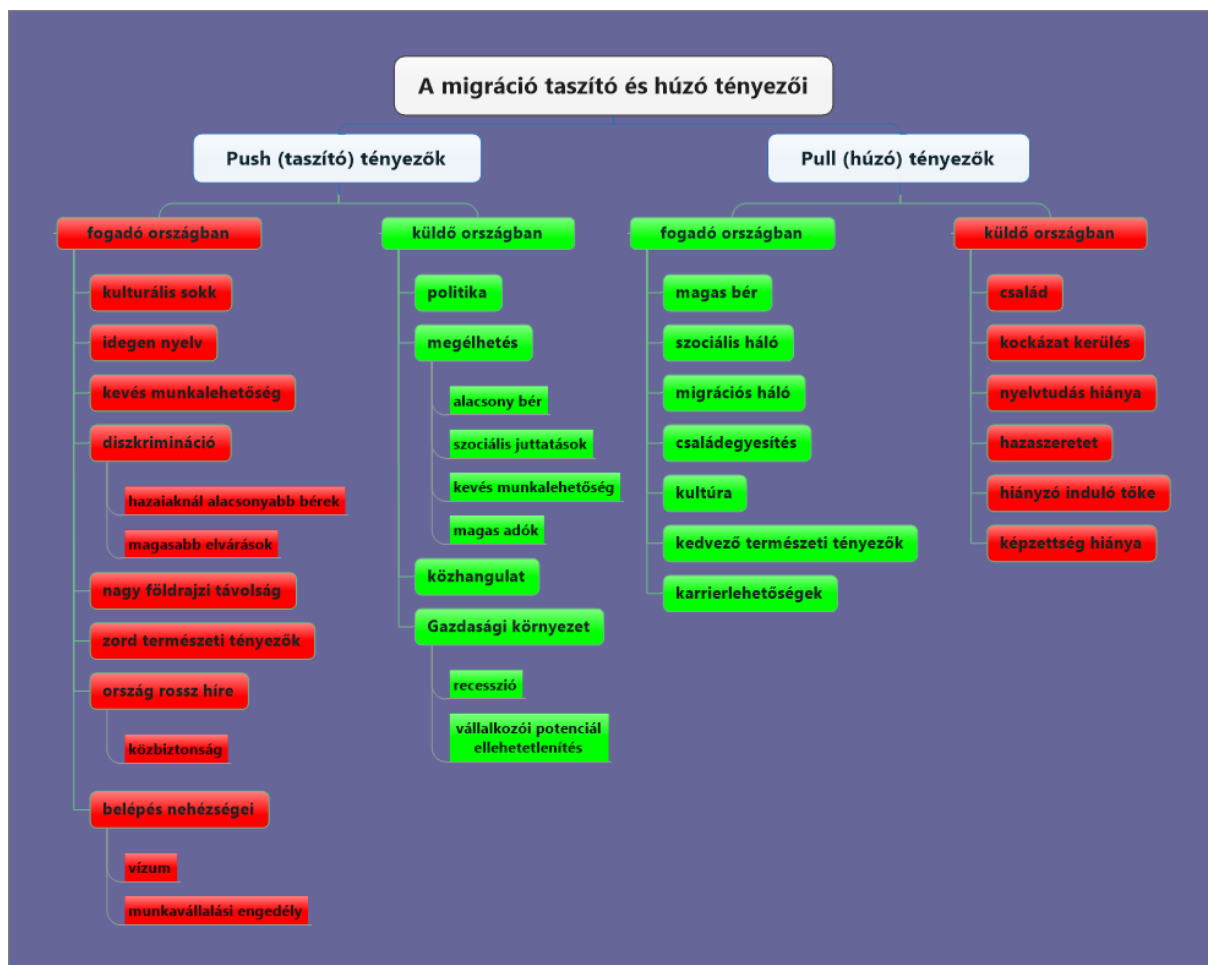 A migráció taszító és húzó tényezői
Push (taszító) tényezők
Pull (húzó) tényezők
fogadó országban
kulturális sokk
idegen nyelv
kevés munkalehetőség
diszkrimináció
hazaiaknál alacsonyabb bérek
magasabb elvárások
nagy földrajzi távolság
zord természeti tényezők
ország rossz híre
közbiztonság
belépés nehézségei
vízum
munkavállalási engedély
küldő országban
politika
megélhetés
alacsony bér
szociális juttatások
kevés munkalehetőség
magas adók
közhangulat
Gazdasági környezet
recesszió
vállalkozói potenciál
ellehetetlenítés
fogadó országban
magas bér
szociális háló
migrációs háló
családegyesítés
kultúra
kedvező természeti tényezők
karrierlehetőségek
küldő országban
család
kockázat kerülés
nyelvtudás hiánya
hazaszeretet
hiányzó induló tőke
képzettség hiánya